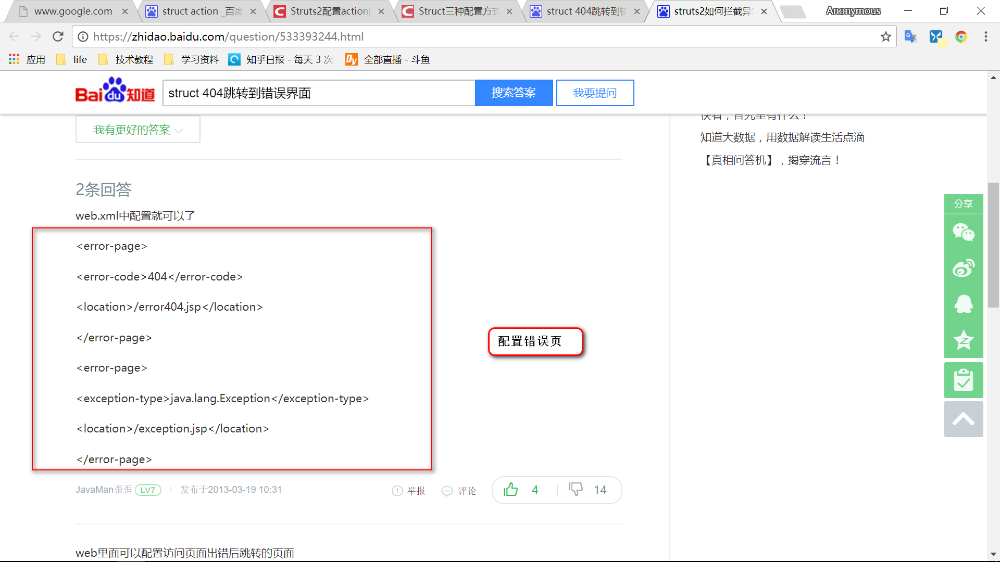 www.google.com
struct action _百度
Struts2配置action
Struct三种配置方式
struct 404跳转到错
struts2如何拦截异
Anonymous
https://zhidao.baidu.com/question/533393244.html
应用
life
技术教程
学习资料
知乎日报 - 每天 3 次
Dy
全部直播 - 斗鱼
Baidu知道
struct 404跳转到错误界面
搜索答案
我要提问
我有更好的答案
知道大数据，用数据解读生活点滴
【真相问答机】，揭穿流言！
2条回答
web.xml中配置就可以了
<error-page>
<error-code>404</error-code>
<location>/error404.jsp</location>
</error-page>
<error-page>
<exception-type>java.lang.Exception</exception-type>
<location>/exception.jsp</location>
</error-page>
配置错误页
分享
JavaMan歪歪 LV7 发布于2013-03-19 10:31
举报
评论
4
14
web里面可以配置访问页面出错后跳转的页面